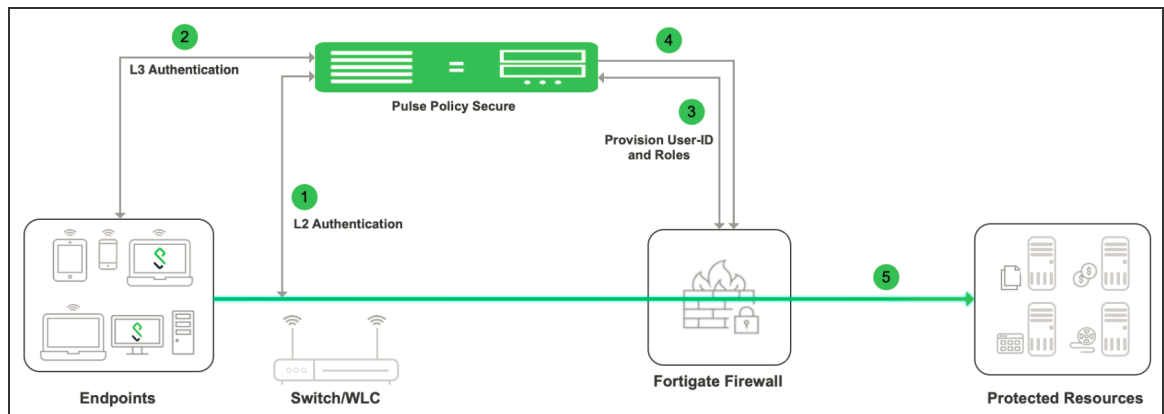 2
4
L3 Authentication
Pulse Policy Secure
3
Provision User-ID
and Roles
1
L2 Authentication
5
$
$
Endpoints
Switch/WLC
Fortigate Firewall
Protected Resources